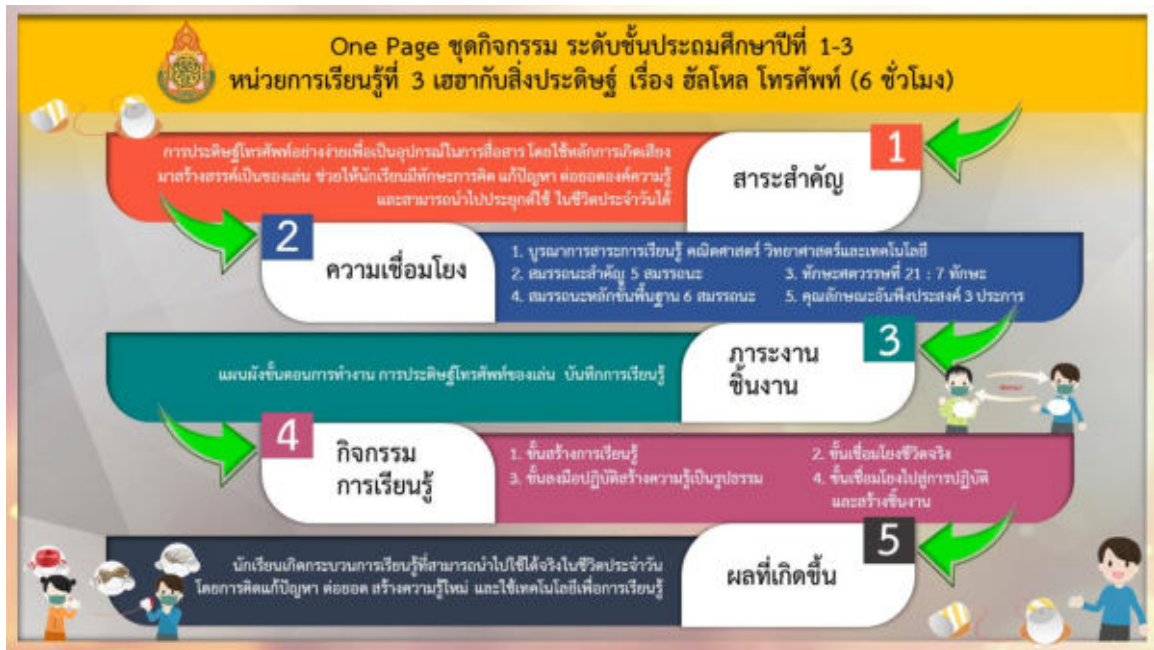 One Page ชุดกิจกรรม ระดับชั้นประถมศึกษาปีที่ 1-3
หน่วยการเรียนรู้ที่ 3 เฮฮากับสิ่งประดิษฐ์ เรื่อง ฮัลโหล โทรศัพท์ (6 ชั่วโมง)
1
สาระสำคัญ
การประดิษฐ์โทรศัพท์อย่างง่ายเพื่อเป็นอุปกรณ์ในการสื่อสาร โดยใช้หลักการเกิดเสียง
มาสร้างสรรค์เป็นของเล่น ช่วยให้นักเรียนมีทักษะการคิด แก้ปัญหา ต่อยอดองค์ความรู้
และสามารถนำไปประยุกต์ใช้ ในชีวิตประจำวันได้
2
ความเชื่อมโยง
1. บูรณาการสาระการเรียนรู้ คณิตศาสตร์ วิทยาศาสตร์และเทคโนโลยี
2. สมรรถนะสำคัญ 5 สมรรถนะ
3. ทักษะศตวรรษที่ 21 : 7 ทักษะ
4. สมรรถนะหลักขั้นพื้นฐาน 6 สมรรถนะ
5. คุณลักษณะอันพึงประสงค์ 3 ประการ
3
ภาระงาน
ชิ้นงาน
แผนผังขั้นตอนการทำงาน การประดิษฐ์โทรศัพท์ของเล่น บันทึกการเรียนรู้
4
กิจกรรม
การเรียนรู้
1. ขั้นสร้างการเรียนรู้
2. ขั้นเชื่อมโยงชีวิตจริง
3. ขั้นลงมือปฏิบัติสร้างความรู้เป็นรูปธรรม
4. ขั้นเชื่อมโยงไปสู่การปฏิบัติ
และสร้างชิ้นงาน
5
ผลที่เกิดขึ้น
นักเรียนเกิดกระบวนการเรียนรู้ที่สามารถนำไปใช้ได้จริงในชีวิตประจำวัน
โดยการคิดแก้ปัญหา ต่อยอด สร้างความรู้ใหม่ และใช้เทคโนโลยีเพื่อการเรียนรู้